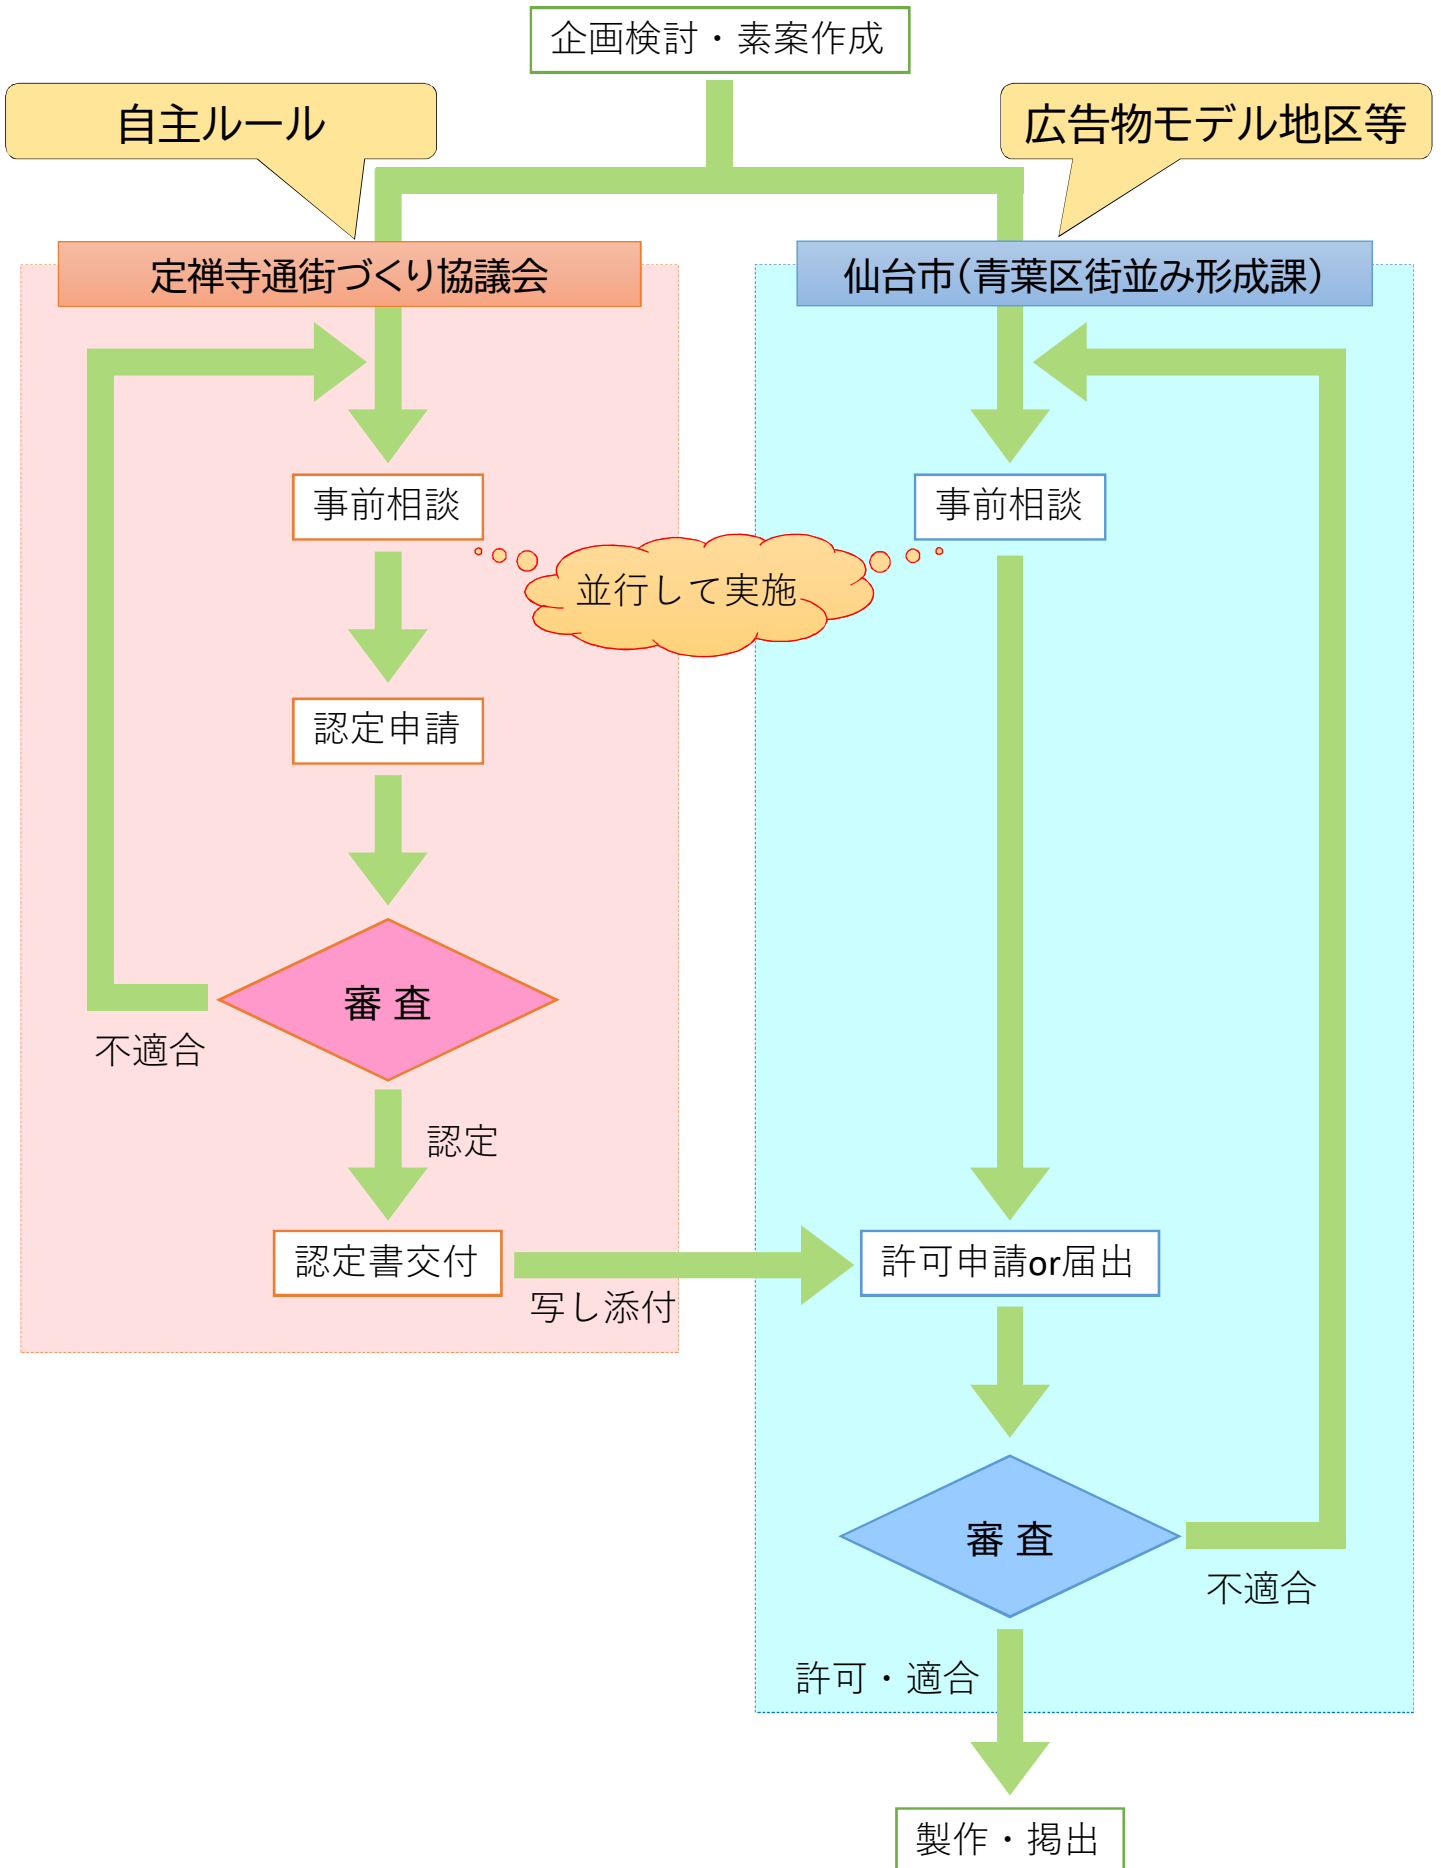 企画検討・素案作成
自主ルール
広告物モデル地区等
定禅寺通街づくり協議会
仙台市（青葉区街並み形成課）
事前相談
事前相談
並行して実施
認定申請
審 査
不適合
認定
認定書交付
写し添付
許可申請or届出
審 査
不適合
許可・適合
製作・掲出